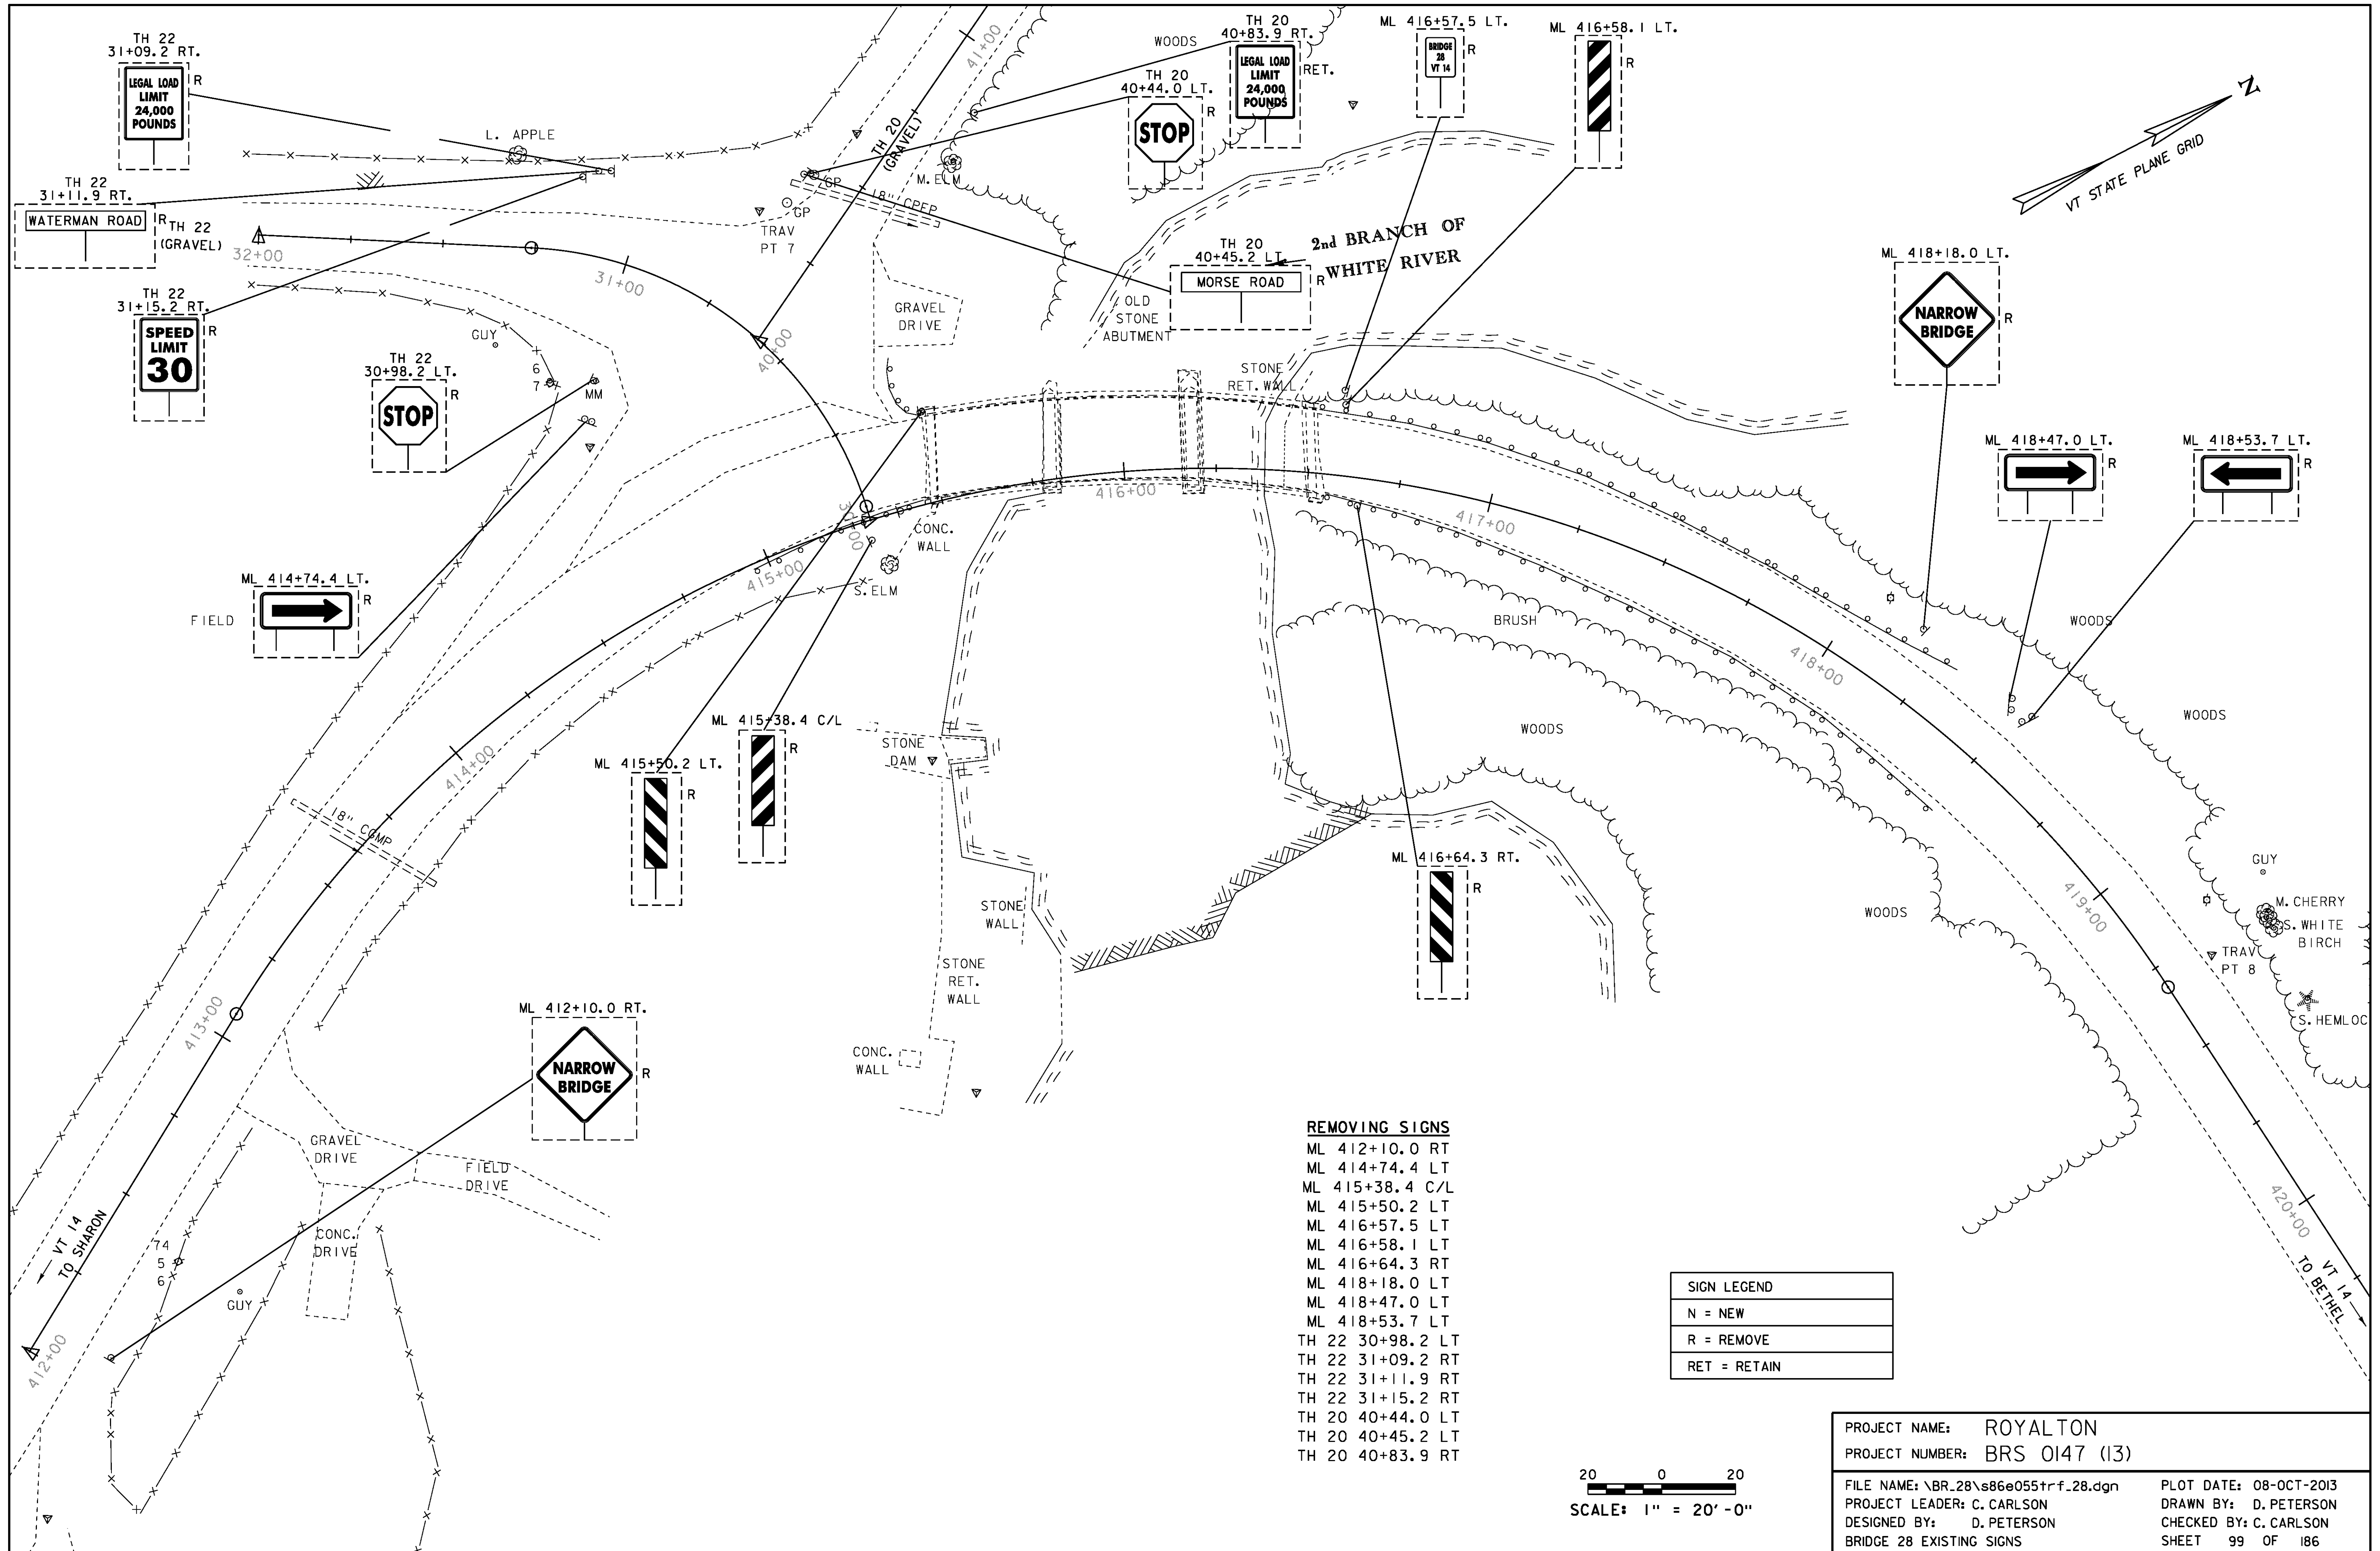 TH 22
31+09.2 RT.
LEGAL LOAD
LIMIT
24,000
POUNDS
R
TH 22
31+11.9 RT.
WATERMAN ROAD
R
TH 22
(GRAVEL)
32+00
TH 22
31+15.2 RT.
SPEED
LIMIT
30
R
L. APPLE
31+00
GUY
6
7
MM
TH 22
30+98.2 LT.
STOP
R
ML 414+74.4 LT.
R
FIELD
TRAV
PT 7
GP
GP
18" CPEP
TH 20
(GRAVEL)
41+00
40+00
30+00
M. ELM
WOODS
TH 20
40+83.9 RT.
LEGAL LOAD
LIMIT
24,000
POUNDS
RET.
TH 20
40+44.0 LT.
STOP
R
TH 20
40+45.2 LT.
MORSE ROAD
R
2nd BRANCH OF
WHITE RIVER
ML 416+57.5 LT.
BRIDGE
28
VT 14
R
ML 416+58.1 LT.
R
N
VT STATE PLANE GRID
GRAVEL
DRIVE
OLD
STONE
ABUTMENT
STONE
RET. WALL
ML 418+18.0 LT.
NARROW
BRIDGE
R
ML 418+47.0 LT.
R
ML 418+53.7 LT.
R
CONC.
WALL
S. ELM
415+00
416+00
417+00
418+00
BRUSH
WOODS
WOODS
WOODS
WOODS
414+00
18" CGMP
413+00
ML 415+38.4 C/L
R
ML 415+50.2 LT.
R
STONE
DAM
STONE
WALL
STONE
RET.
WALL
CONC.
WALL
ML 416+64.3 RT.
R
419+00
GUY
M. CHERRY
S. WHITE
BIRCH
TRAV
PT 8
S. HEMLOC
ML 412+10.0 RT.
NARROW
BRIDGE
R
GRAVEL
DRIVE
FIELD
DRIVE
CONC.
DRIVE
VT 14
TO SHARON
74
5
6
GUY
412+00
420+00
VT 14
TO BETHEL
REMOVING SIGNS
ML 412+10.0 RT
ML 414+74.4 LT
ML 415+38.4 C/L
ML 415+50.2 LT
ML 416+57.5 LT
ML 416+58.1 LT
ML 416+64.3 RT
ML 418+18.0 LT
ML 418+47.0 LT
ML 418+53.7 LT
TH 22 30+98.2 LT
TH 22 31+09.2 RT
TH 22 31+11.9 RT
TH 22 31+15.2 RT
TH 20 40+44.0 LT
TH 20 40+45.2 LT
TH 20 40+83.9 RT
SIGN LEGEND
N = NEW
R = REMOVE
RET = RETAIN
20 0 20
SCALE: 1" = 20'-0"
PROJECT NAME: ROYALTON
PROJECT NUMBER: BRS 0147 (13)
FILE NAME: \BR_28\s86e055trf_28.dgn PLOT DATE: 08-OCT-2013
PROJECT LEADER: C. CARLSON DRAWN BY: D. PETERSON
DESIGNED BY: D. PETERSON CHECKED BY: C. CARLSON
BRIDGE 28 EXISTING SIGNS SHEET 99 OF 186